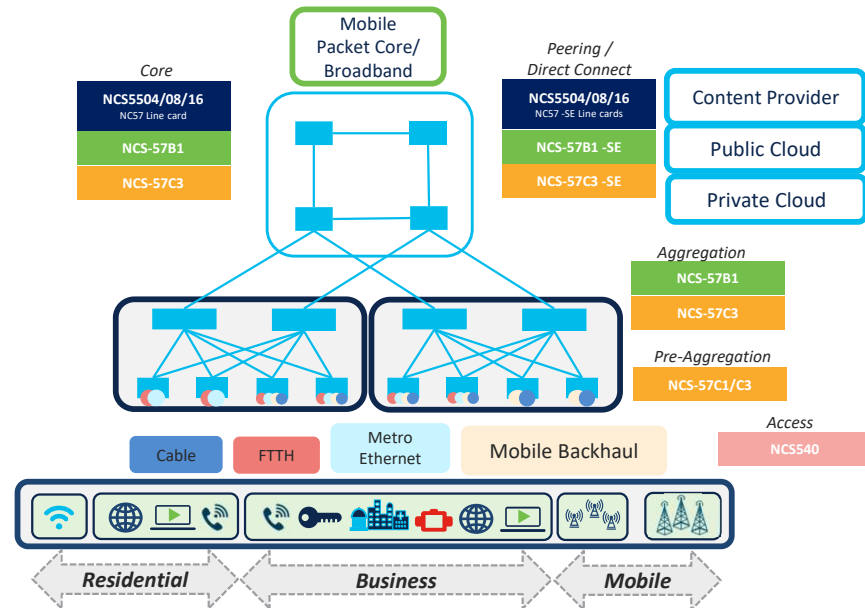 Mobile
Packet Core/
Broadband
Core
NCS5504/08/16
NC57 Line card
NCS-57B1
NCS-57C3
Peering /
Direct Connect
NCS5504/08/16
NC57 -SE Line cards
NCS-57B1 -SE
NCS-57C3 -SE
Content Provider
Public Cloud
Private Cloud
Aggregation
NCS-57B1
NCS-57C3
Pre-Aggregation
NCS-57C1/C3
Access
NCS540
Cable
FTTH
Metro
Ethernet
Mobile Backhaul
Residential
Business
Mobile